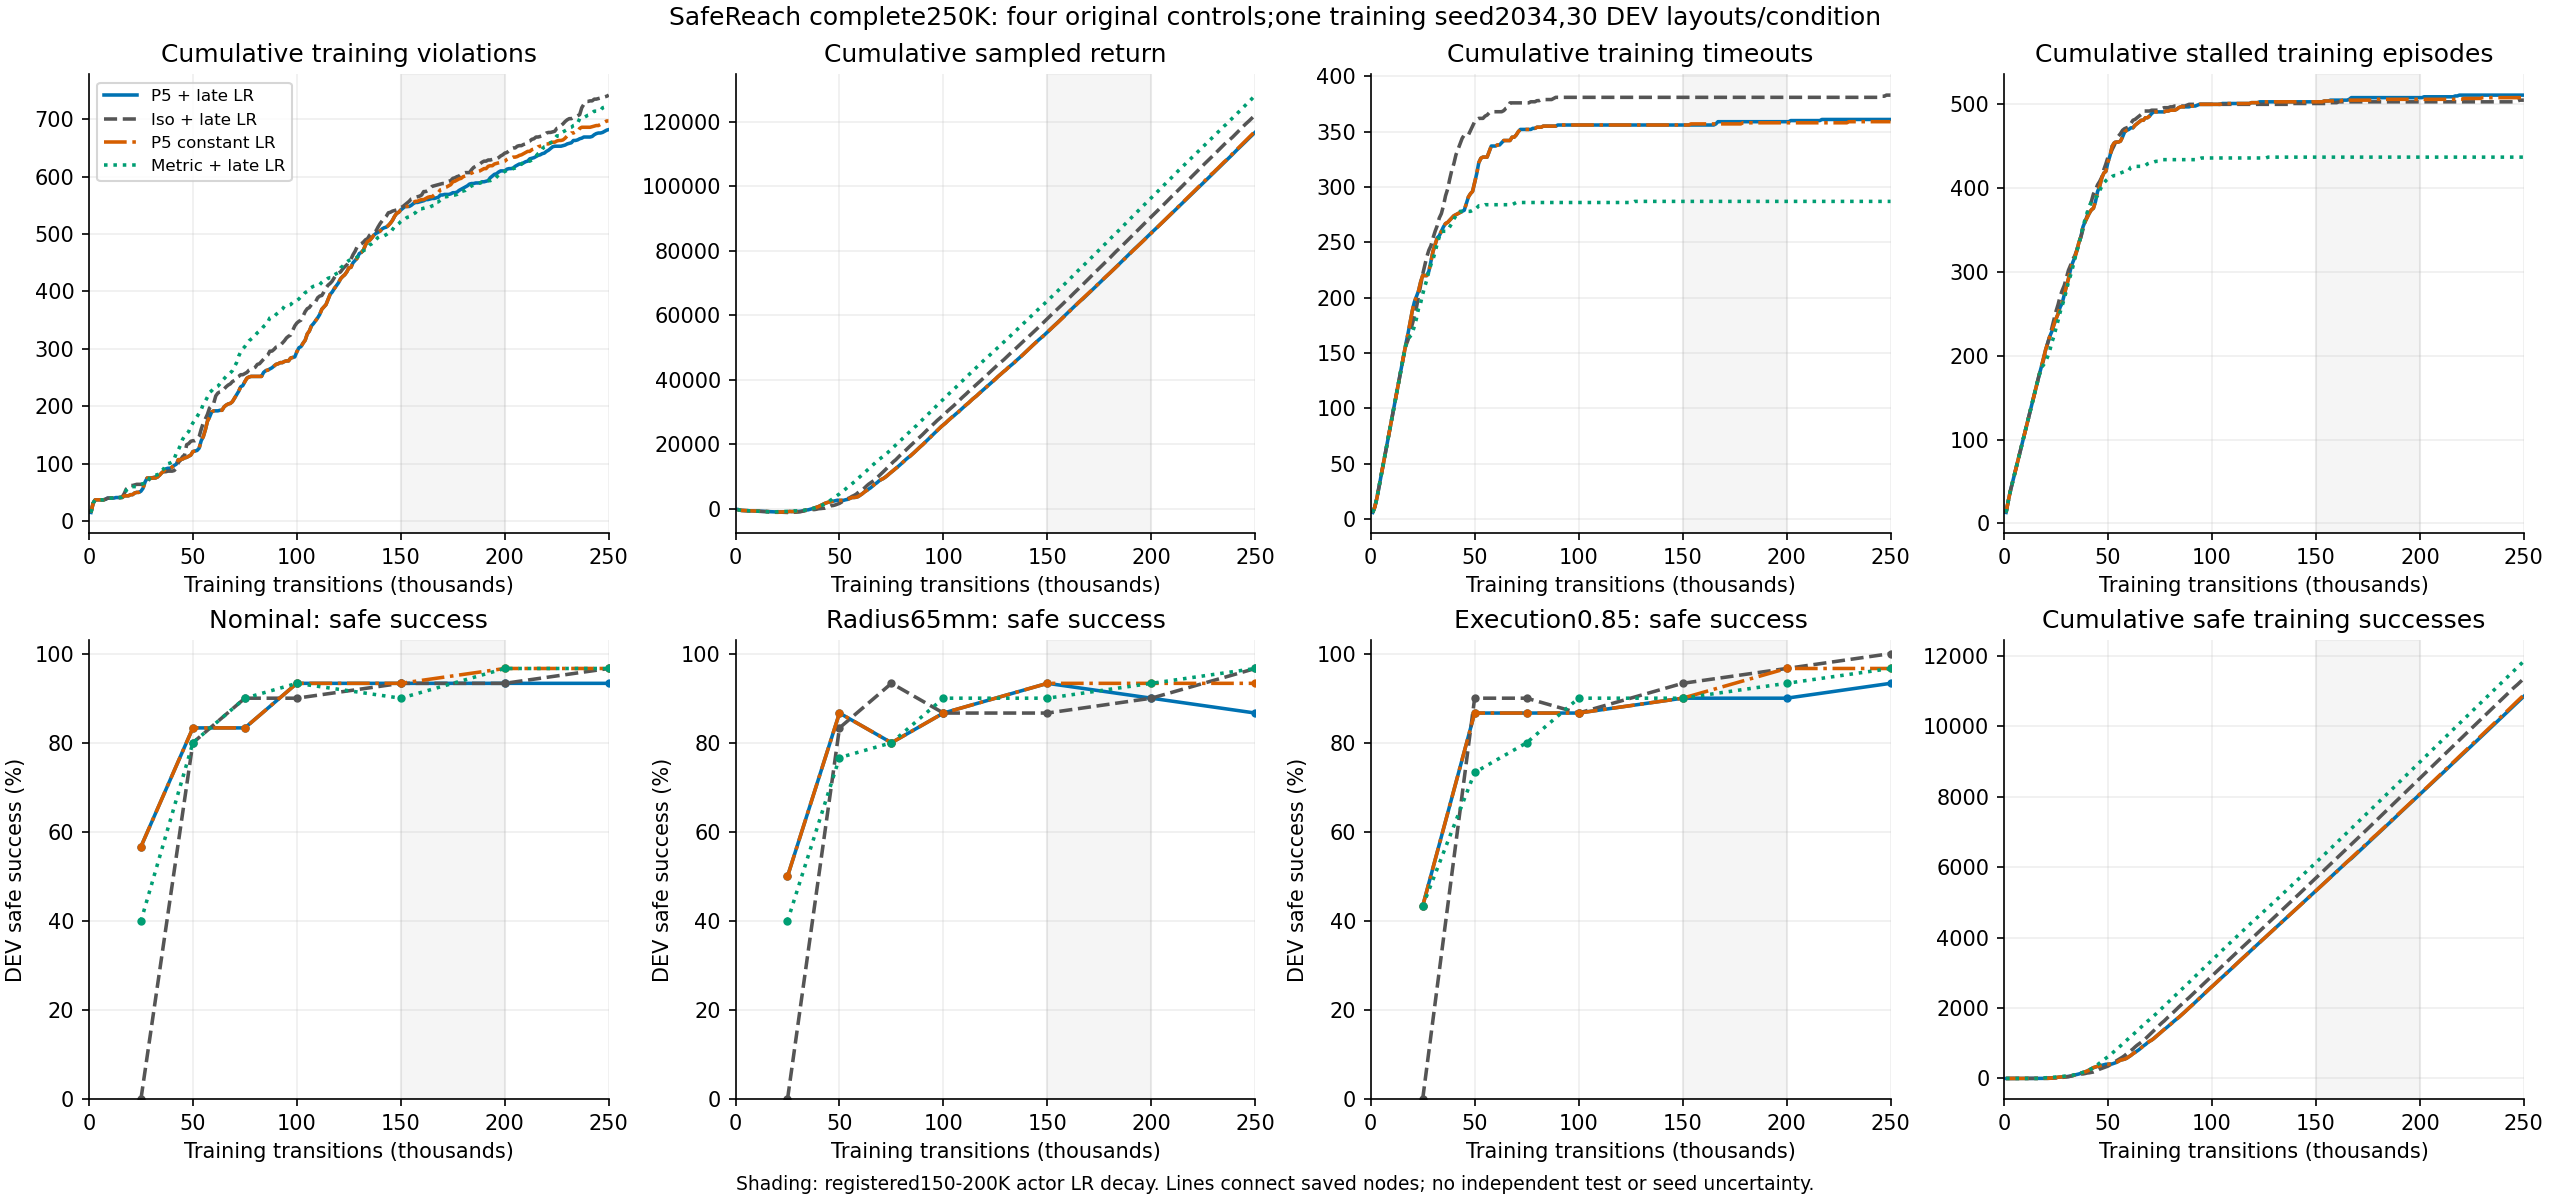 SafeReach complete250K: four original controls;one training seed2034,30 DEV layouts/condition
Cumulative training violations
700
600
500
400
300
200
100
0
P5 + late LR
Iso + late LR
P5 constant LR
Metric + late LR
0 50 100 150 200 250
Training transitions (thousands)
Cumulative sampled return
120000
100000
80000
60000
40000
20000
0
0 50 100 150 200 250
Training transitions (thousands)
Cumulative training timeouts
400
350
300
250
200
150
100
50
0
0 50 100 150 200 250
Training transitions (thousands)
Cumulative stalled training episodes
500
400
300
200
100
0
0 50 100 150 200 250
Training transitions (thousands)
Nominal: safe success
DEV safe success (%)
100
80
60
40
20
0
0 50 100 150 200 250
Training transitions (thousands)
Radius65mm: safe success
DEV safe success (%)
100
80
60
40
20
0
0 50 100 150 200 250
Training transitions (thousands)
Execution0.85: safe success
DEV safe success (%)
100
80
60
40
20
0
0 50 100 150 200 250
Training transitions (thousands)
Cumulative safe training successes
12000
10000
8000
6000
4000
2000
0
0 50 100 150 200 250
Training transitions (thousands)
Shading: registered150-200K actor LR decay. Lines connect saved nodes; no independent test or seed uncertainty.